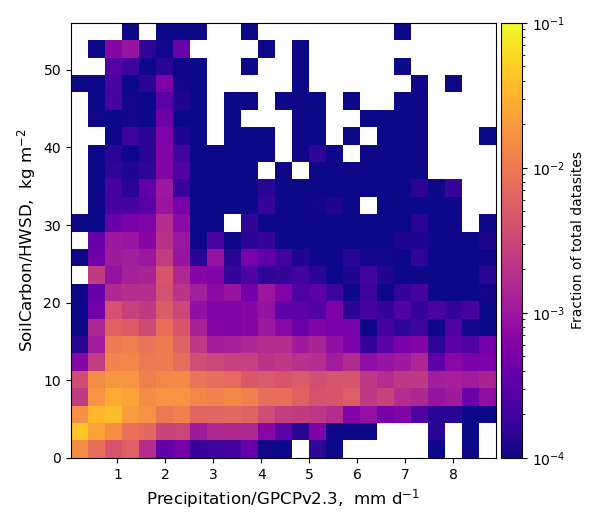 SoilCarbon/HWSD,  kg m⁻²
50
40
30
20
10
0
1 2 3 4 5 6 7 8
Precipitation/GPCPv2.3,  mm d⁻¹
10⁻¹
10⁻²
10⁻³
10⁻⁴
Fraction of total datasites